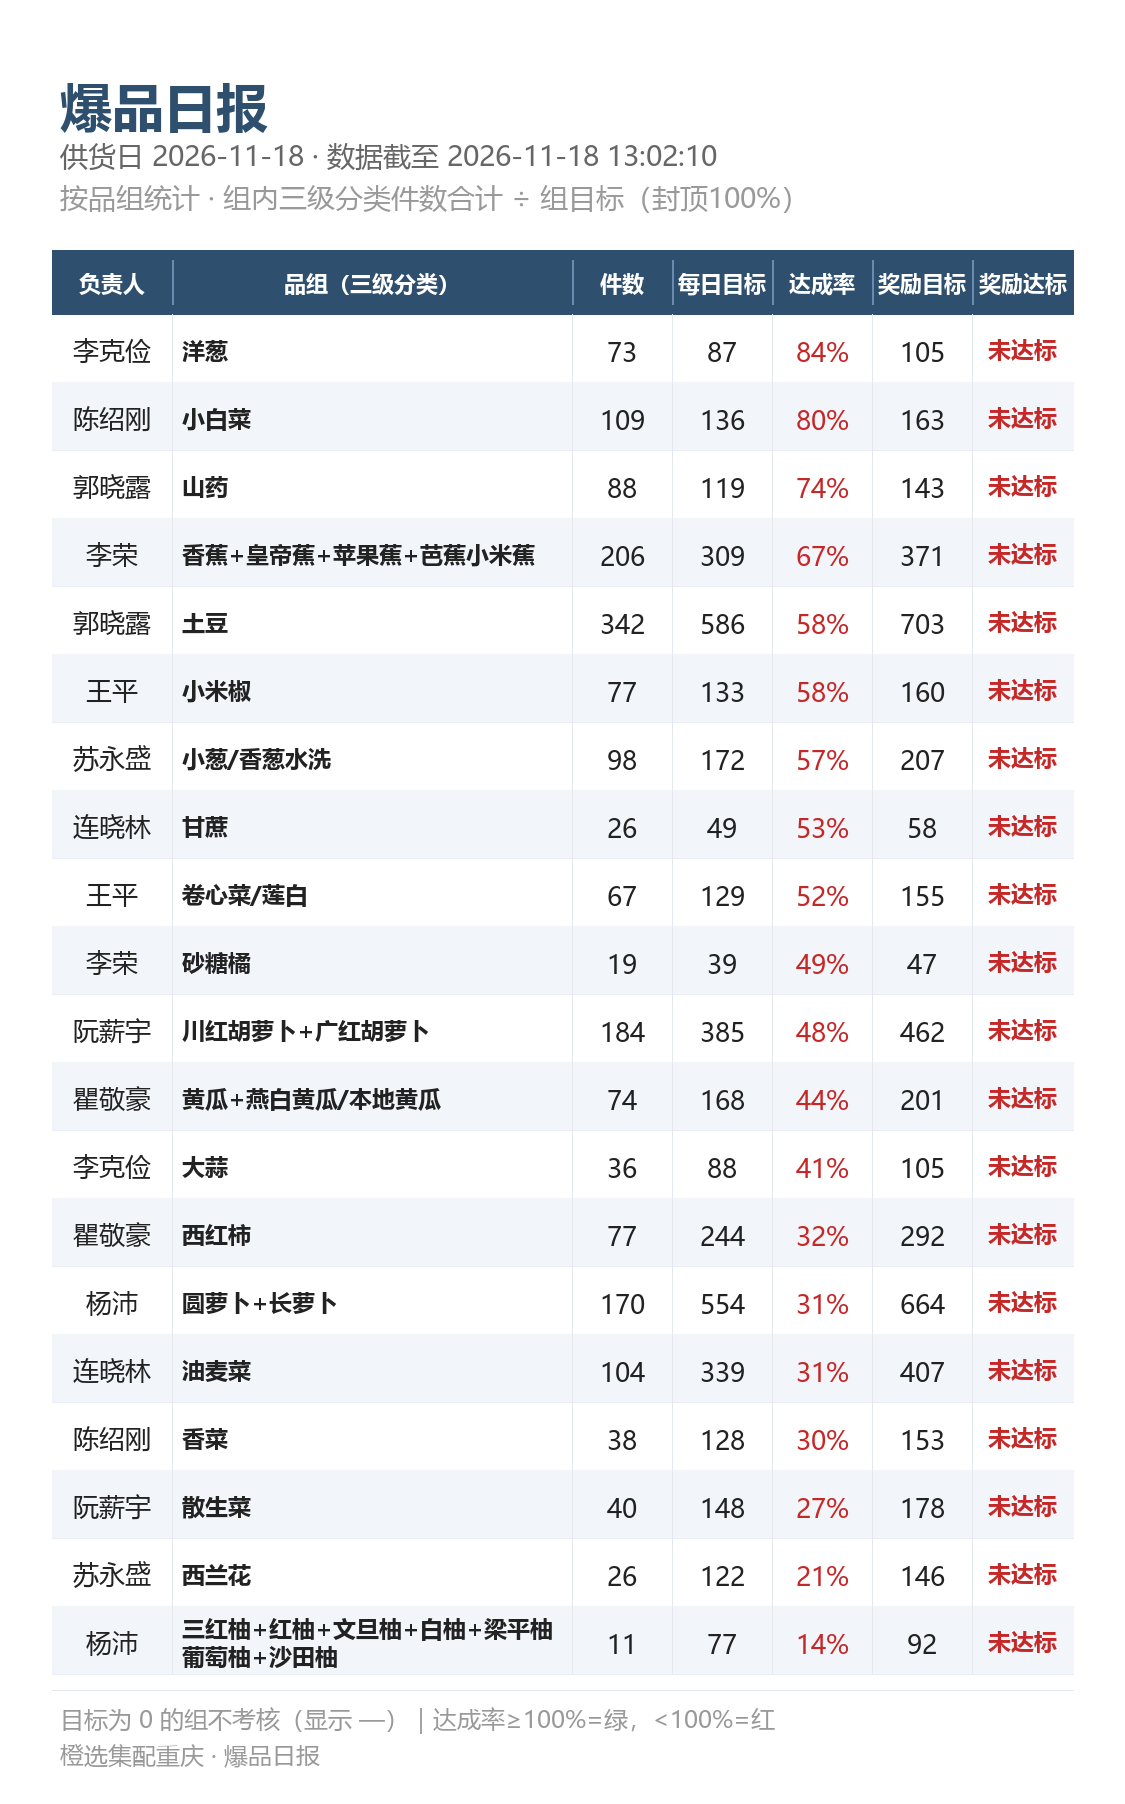 爆品日报
供货日 2026-11-18 · 数据截至 2026-11-18 13:02:10
按品组统计 · 组内三级分类件数合计 ÷ 组目标（封顶100%）
负责人 品组（三级分类） 件数 每日目标 达成率 奖励目标 奖励达标
李克俭 洋葱 73 87 84% 105 未达标
陈绍刚 小白菜 109 136 80% 163 未达标
郭晓露 山药 88 119 74% 143 未达标
李荣 香蕉+皇帝蕉+苹果蕉+芭蕉小米蕉 206 309 67% 371 未达标
郭晓露 土豆 342 586 58% 703 未达标
王平 小米椒 77 133 58% 160 未达标
苏永盛 小葱/香葱水洗 98 172 57% 207 未达标
连晓林 甘蔗 26 49 53% 58 未达标
王平 卷心菜/莲白 67 129 52% 155 未达标
李荣 砂糖橘 19 39 49% 47 未达标
阮薪宇 川红胡萝卜+广红胡萝卜 184 385 48% 462 未达标
瞿敬豪 黄瓜+燕白黄瓜/本地黄瓜 74 168 44% 201 未达标
李克俭 大蒜 36 88 41% 105 未达标
瞿敬豪 西红柿 77 244 32% 292 未达标
杨沛 圆萝卜+长萝卜 170 554 31% 664 未达标
连晓林 油麦菜 104 339 31% 407 未达标
陈绍刚 香菜 38 128 30% 153 未达标
阮薪宇 散生菜 40 148 27% 178 未达标
苏永盛 西兰花 26 122 21% 146 未达标
杨沛 三红柚+红柚+文旦柚+白柚+梁平柚 11 77 14% 92 未达标
葡萄柚+沙田柚
目标为 0 的组不考核（显示 —）｜达成率≥100%=绿，<100%=红
橙选集配重庆 · 爆品日报